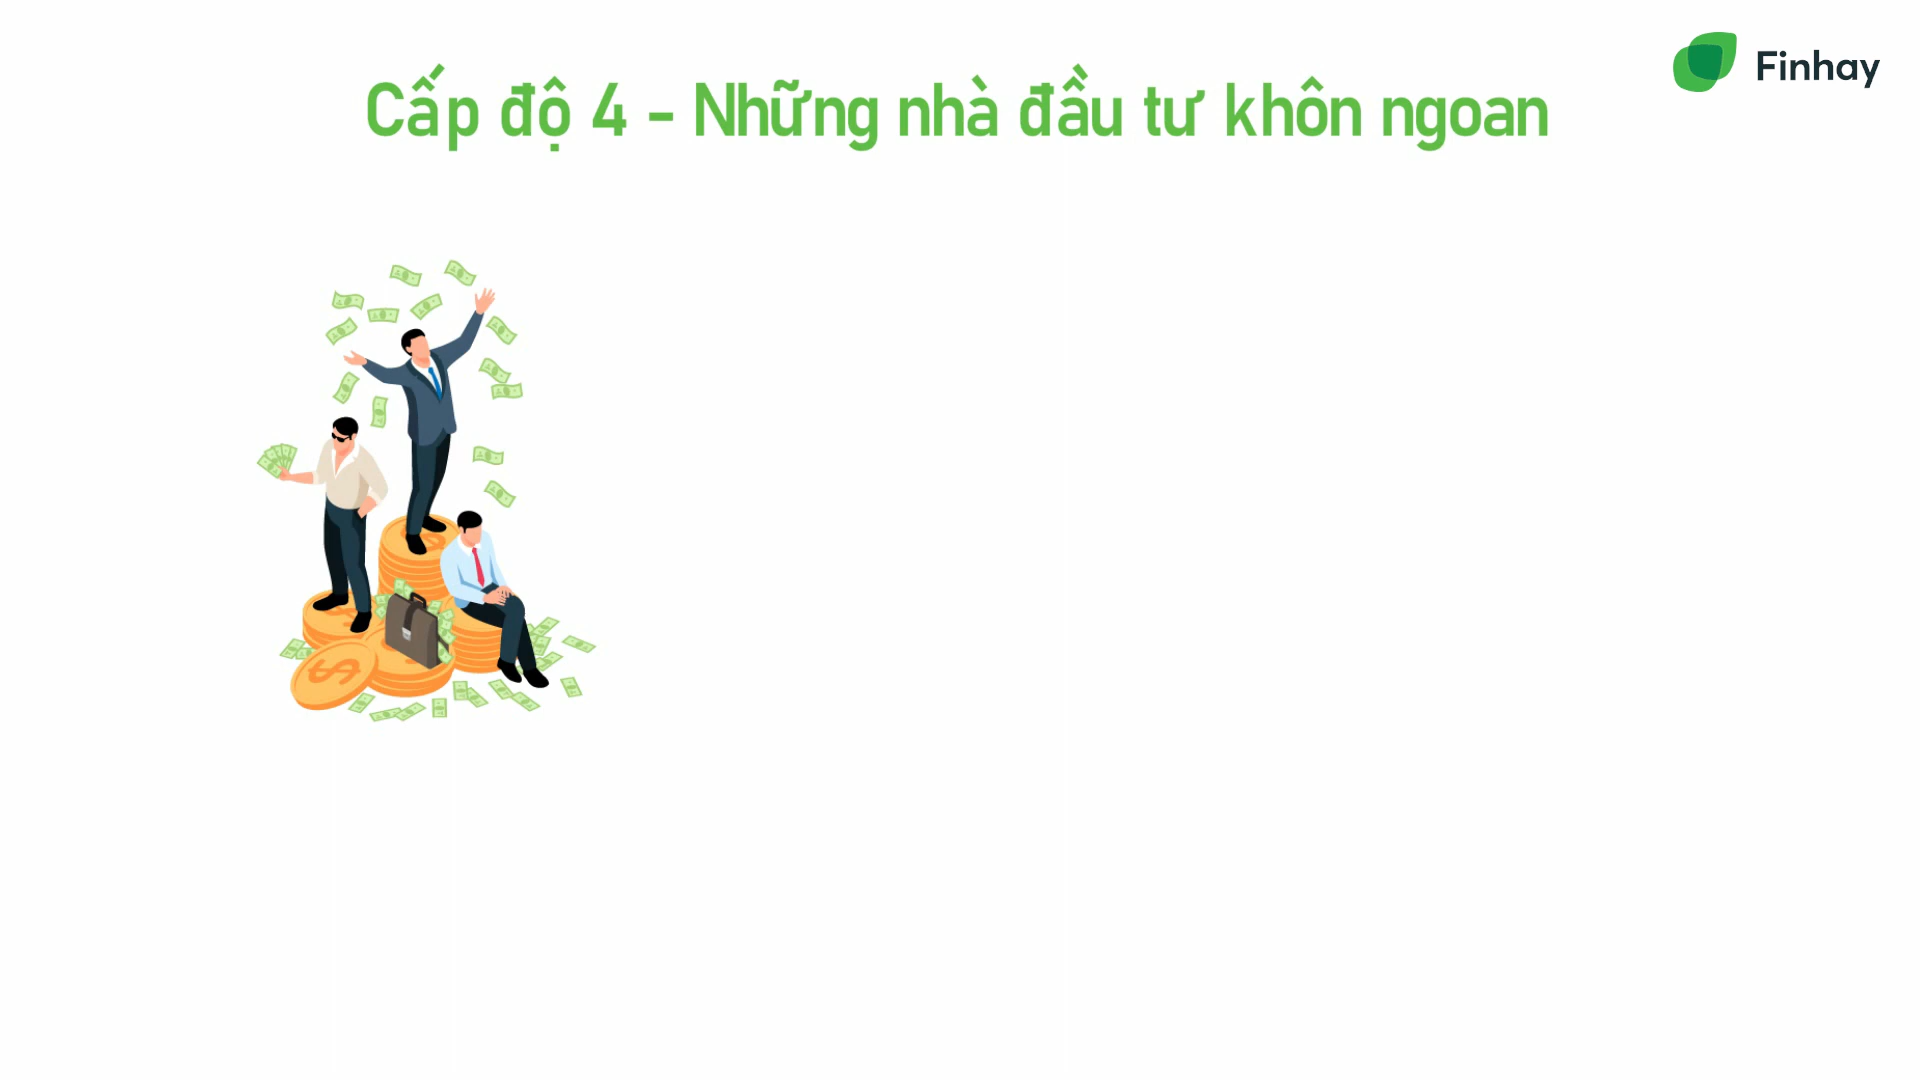 Finhay
Cấp độ 4 - Những nhà đầu tư khôn ngoan